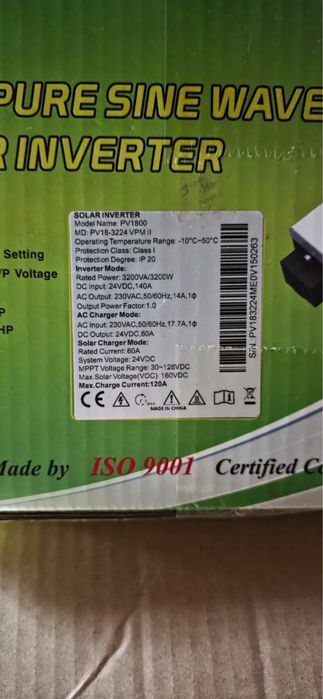 PURE SINE WAVE
R INVERTER
SOLAR INVERTER
Model Name: PV1800
MD: PV18-3224 VPM II
Operating Temperature Range: -10°C~50°C
Protection Class: Class I
Protection Degree: IP 20
Inverter Mode:
Rated Power: 3200VA/3200W
DC Input: 24VDC,140A
AC Output: 230VAC,50/60HZ,14A,1ϕ
Output Power Factor:1.0
AC Charger Mode:
AC Input: 230VAC,50/60HZ,17.7A,1ϕ
DC Output: 24VDC,60A
Solar Charger Mode:
Rated Current: 60A
System Voltage: 24VDC
MPPT Voltage Range: 30~128VDC
Max.Solar Voltage(VOC): 160VDC
Max.Charge Current:120A
CE
MADE IN CHINA
S/N: PV183224ME0V150263
Setting
/P Voltage
P
HP
Made by ISO 9001 Certified Co